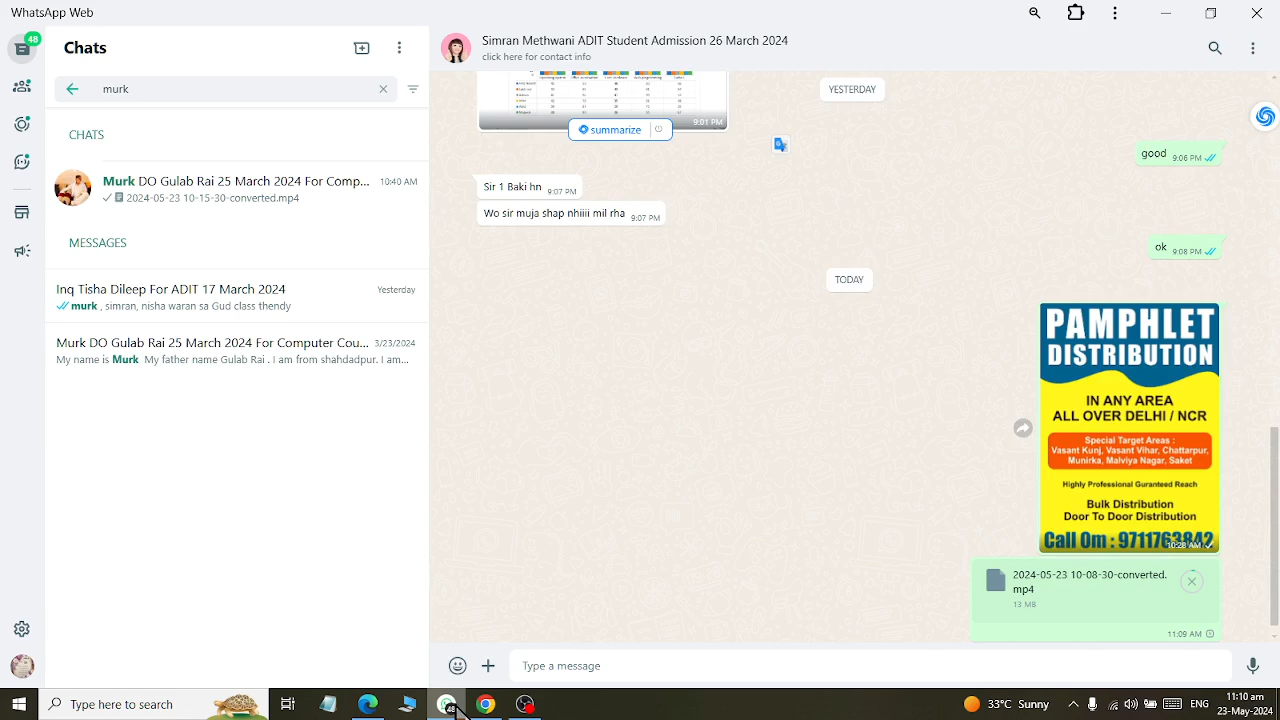 WhatsApp Web
48
Chats
murk
CHATS
Murk DO Gulab Rai 25 March 2024 For Comp... 10:40 AM
2024-05-23 10-15-30-converted.mp4
MESSAGES
Inq Tisha Dileep For ADIT 17 March 2024 Yesterday
murk , simran, nisha waran sa Gud class thendy
Murk DO Gulab Rai 25 March 2024 For Computer Cou... 3/23/2024
My name is Murk My father name Gulab Rai . I am from shahdadpur. I am...
Simran Methwani ADIT Student Admission 26 March 2024
click here for contact info
9:01 PM
summarize
YESTERDAY
good 9:06 PM
Sir 1 Baki hn 9:07 PM
Wo sir muja shap nhiiii mil rha 9:07 PM
ok 9:08 PM
TODAY
PAMPHLET
DISTRIBUTION
IN ANY AREA
ALL OVER DELHI / NCR
Special Target Areas :
Vasant Kunj, Vasant Vihar, Chattarpur,
Munirka, Malviya Nagar, Saket
Highly Professional Guranteed Reach
Bulk Distribution
Door To Door Distribution
Call Om : 9711763842
10:28 AM
2024-05-23 10-08-30-converted.
mp4
13 MB
11:09 AM
Type a message
Type here to search
33°C Sunny
ENG
11:10 am
23-May-2024